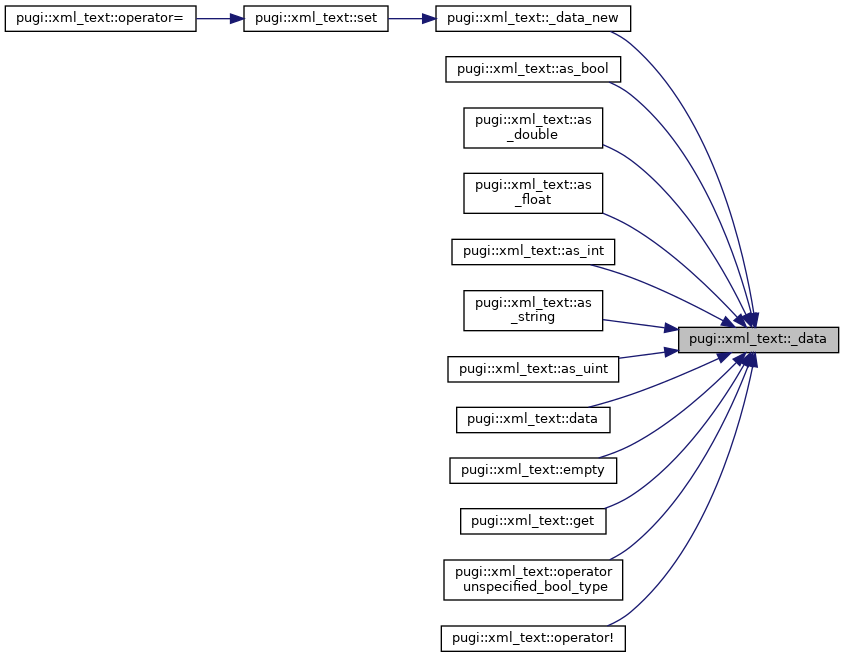 pugi::xml_text::operator=
pugi::xml_text::set
pugi::xml_text::_data_new
pugi::xml_text::as_bool
pugi::xml_text::as
_double
pugi::xml_text::as
_float
pugi::xml_text::as_int
pugi::xml_text::as
_string
pugi::xml_text::_data
pugi::xml_text::as_uint
pugi::xml_text::data
pugi::xml_text::empty
pugi::xml_text::get
pugi::xml_text::operator
unspecified_bool_type
pugi::xml_text::operator!